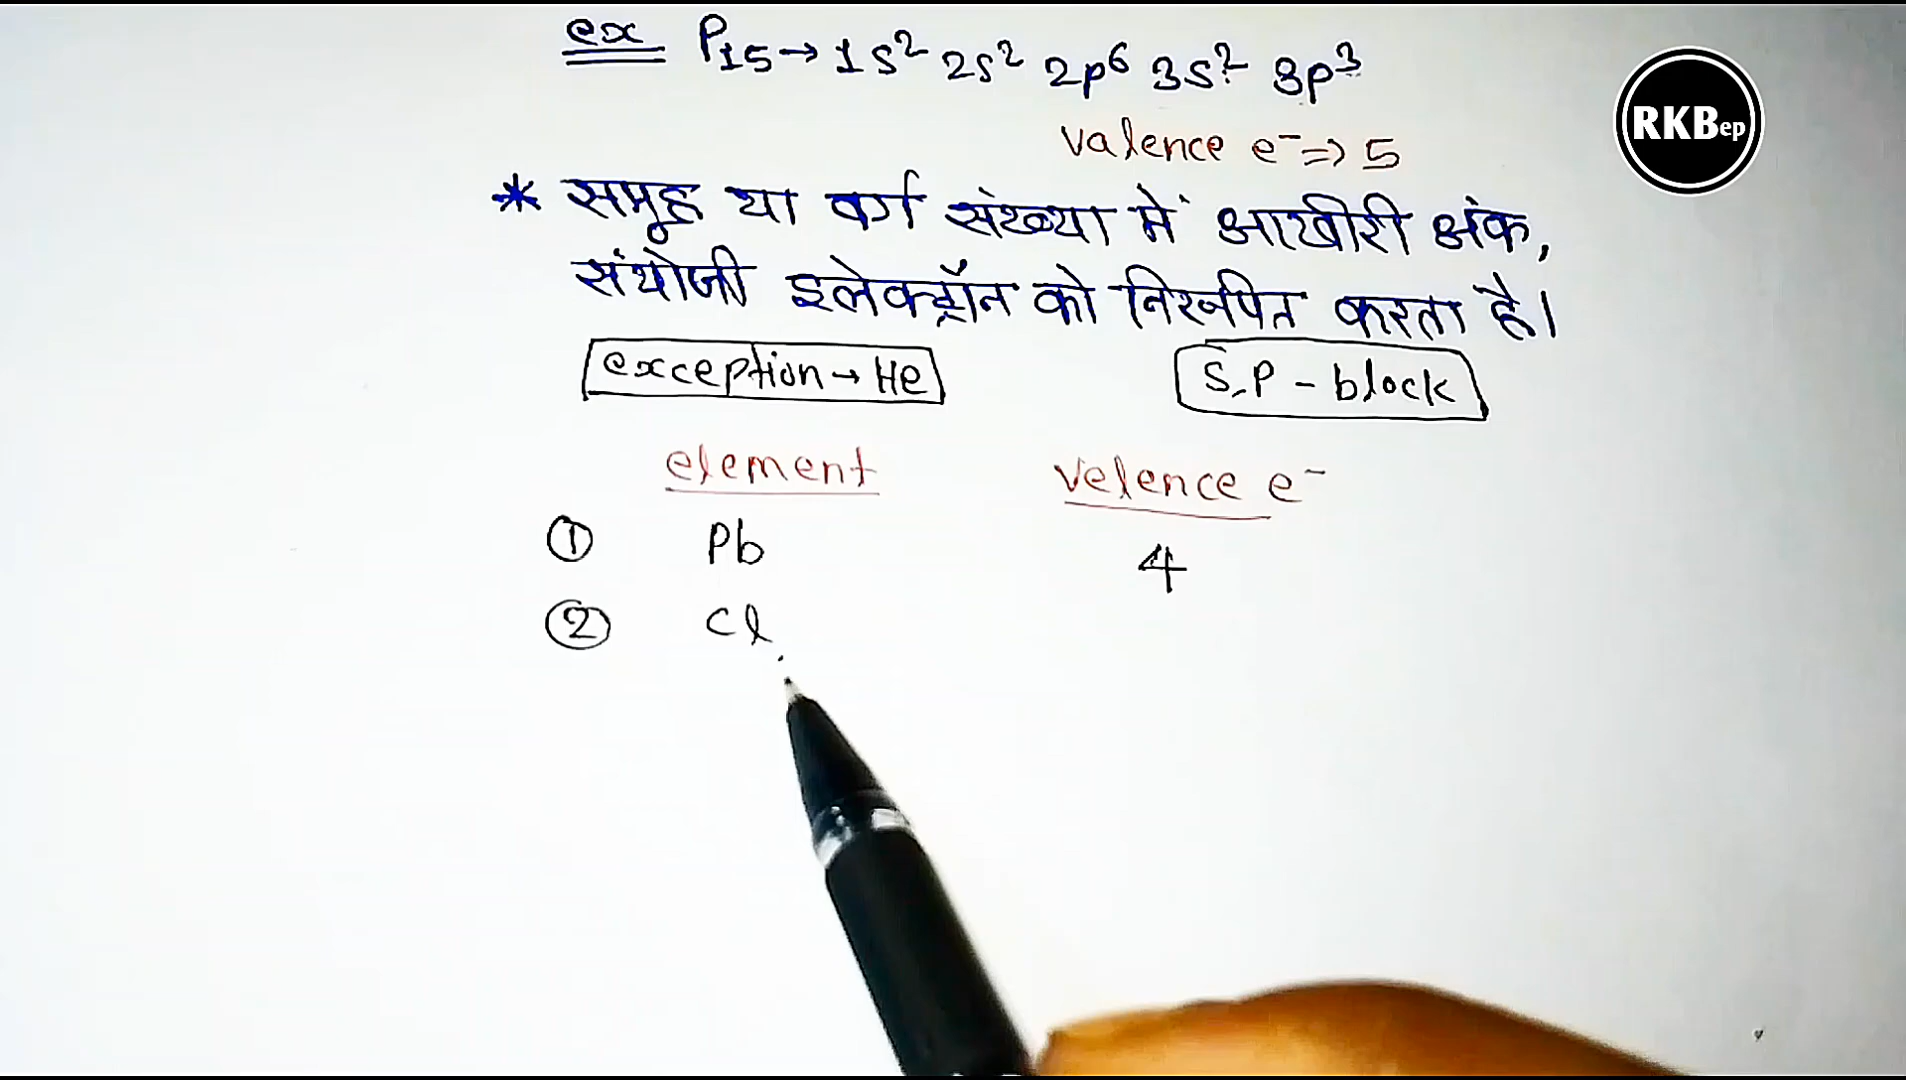 ex P₁₅→1s² 2s² 2p⁶ 3s² 3p³
valence e⁻⇒ 5
* समूह या वर्ग संख्या में आखीरी अंक,
संयोजी इलेक्ट्रॉन को निरूपित करता है।
exception→He
S,P-block
element velence e⁻
① Pb 4
② Cl
RKBep